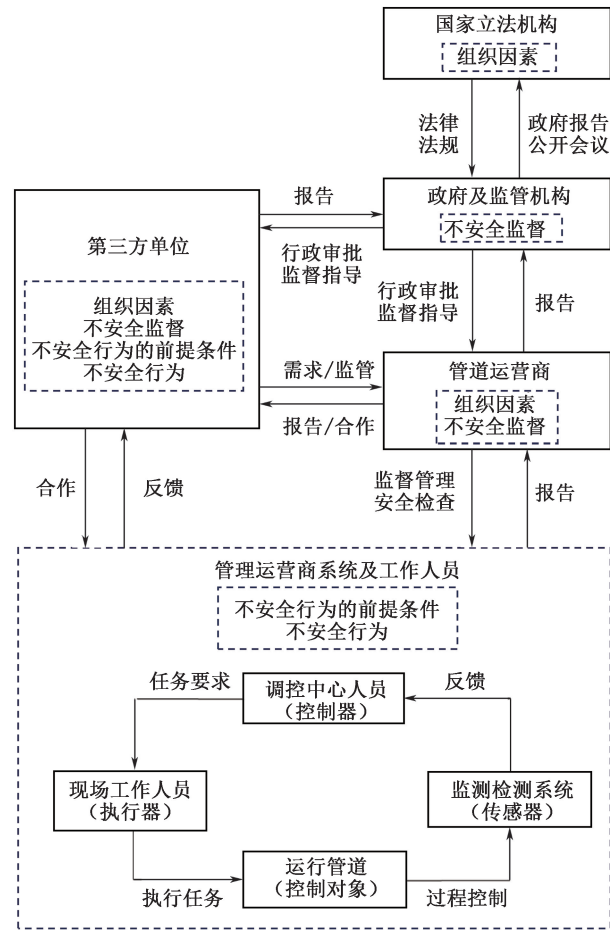 国家立法机构
组织因素
法律
法规
政府报告
公开会议
政府及监管机构
不安全监督
报告
行政审批
监督指导
第三方单位
组织因素
不安全监督
不安全行为的前提条件
不安全行为
行政审批
监督指导
报告
管道运营商
组织因素
不安全监督
需求/监管
报告/合作
合作
反馈
监督管理
安全检查
报告
管理运营商系统及工作人员
不安全行为的前提条件
不安全行为
任务要求
调控中心人员
（控制器）
反馈
现场工作人员
（执行器）
监测检测系统
（传感器）
执行任务
运行管道
（控制对象）
过程控制